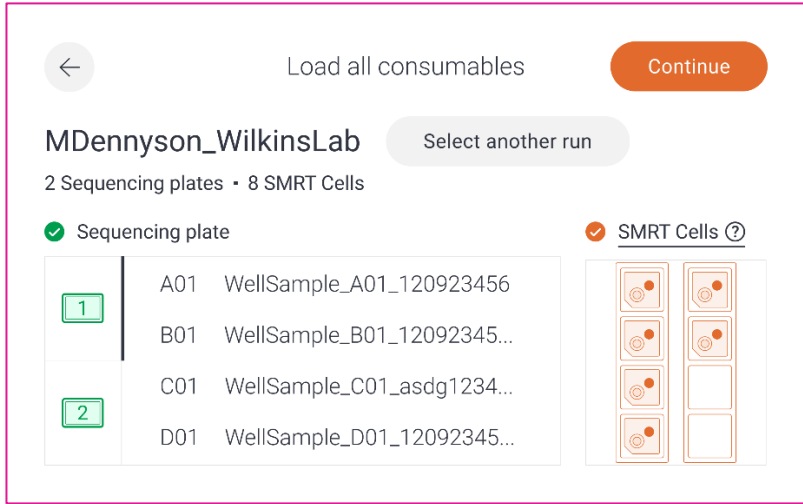 Load all consumables
Continue
MDennyson_WilkinsLab
Select another run
2 Sequencing plates • 8 SMRT Cells
Sequencing plate
SMRT Cells ?
1
A01 WellSample_A01_120923456
B01 WellSample_B01_12092345...
2
C01 WellSample_C01_asdg1234...
D01 WellSample_D01_12092345...